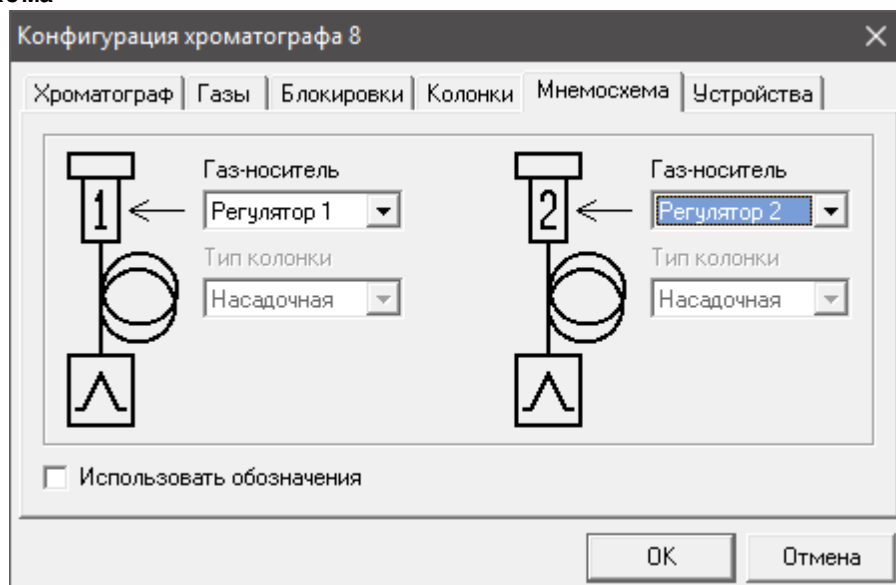 Конфигурация хроматографа 8
Хроматограф Газы Блокировки Колонки Мнемосхема Устройства
1 Газ-носитель 2 Газ-носитель
Регулятор 1 Регулятор 2
Тип колонки Тип колонки
Насадочная Насадочная
Использовать обозначения
OK Отмена